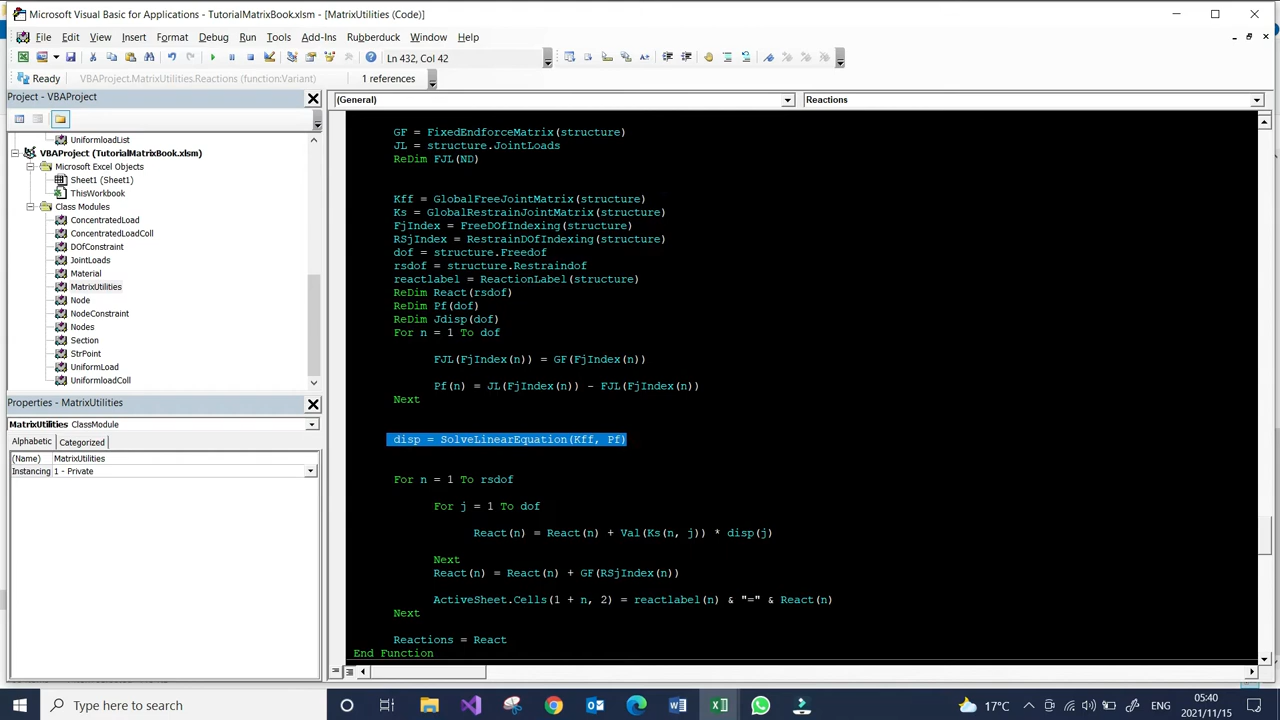 Microsoft Visual Basic for Applications - TutorialMatrixBook.xlsm - [MatrixUtilities (Code)]
File Edit View Insert Format Debug Run Tools Add-Ins Rubberduck Window Help
Ln 432, Col 42
Ready VBAProject.MatrixUtilities.Reactions (function:Variant) 1 references
Project - VBAProject
(General) Reactions
UniformloadList
VBAProject (TutorialMatrixBook.xlsm)
Microsoft Excel Objects
Sheet1 (Sheet1)
ThisWorkbook
Class Modules
ConcentratedLoad
ConcentratedLoadColl
DOfConstraint
JointLoads
Material
MatrixUtilities
Node
NodeConstraint
Nodes
Section
StrPoint
UniformLoad
UniformloadColl
Properties - MatrixUtilities
MatrixUtilities ClassModule
Alphabetic Categorized
(Name) MatrixUtilities
Instancing 1 - Private
GF = FixedEndforceMatrix(structure)
JL = structure.JointLoads
ReDim FJL(ND)
Kff = GlobalFreeJointMatrix(structure)
Ks = GlobalRestrainJointMatrix(structure)
FjIndex = FreeDOfIndexing(structure)
RSjIndex = RestrainDOfIndexing(structure)
dof = structure.Freedof
rsdof = structure.Restraindof
reactlabel = ReactionLabel(structure)
ReDim React(rsdof)
ReDim Pf(dof)
ReDim Jdisp(dof)
For n = 1 To dof
FJL(FjIndex(n)) = GF(FjIndex(n))
Pf(n) = JL(FjIndex(n)) - FJL(FjIndex(n))
Next
disp = SolveLinearEquation(Kff, Pf)
For n = 1 To rsdof
For j = 1 To dof
React(n) = React(n) + Val(Ks(n, j)) * disp(j)
Next
React(n) = React(n) + GF(RSjIndex(n))
ActiveSheet.Cells(1 + n, 2) = reactlabel(n) & "=" & React(n)
Next
Reactions = React
End Function
Type here to search
17°C
ENG
05:40
2021/11/15